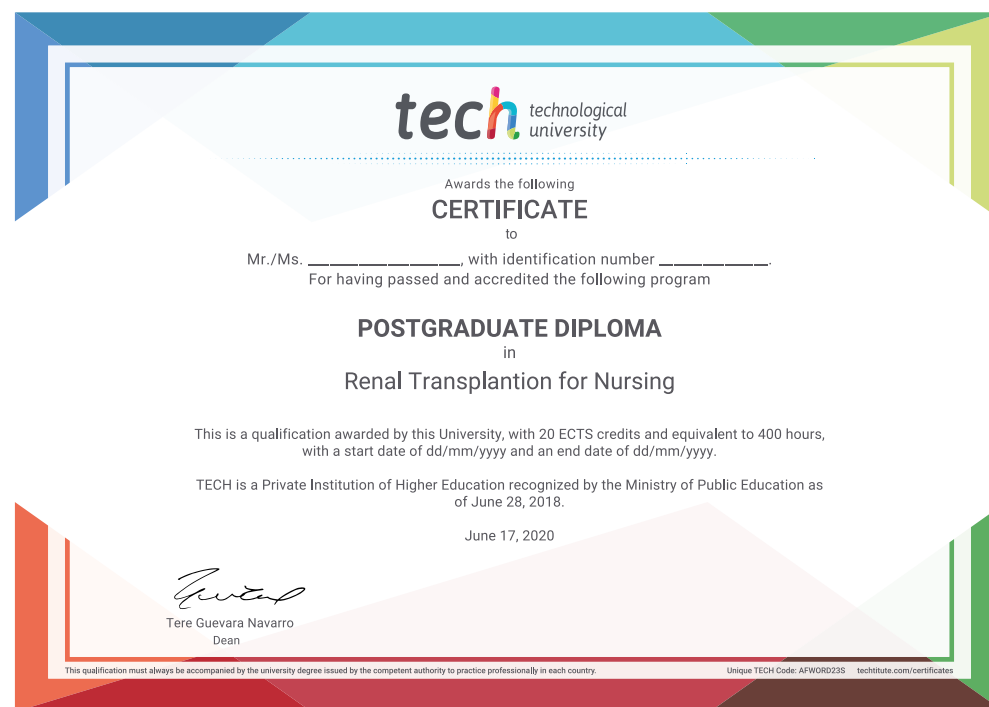 tech technological
university
Awards the following
CERTIFICATE
to
Mr./Ms. ____________________, with identification number ______________.
For having passed and accredited the following program
POSTGRADUATE DIPLOMA
in
Renal Transplantion for Nursing
This is a qualification awarded by this University, with 20 ECTS credits and equivalent to 400 hours,
with a start date of dd/mm/yyyy and an end date of dd/mm/yyyy.
TECH is a Private Institution of Higher Education recognized by the Ministry of Public Education as
of June 28, 2018.
June 17, 2020
Tere Guevara Navarro
Dean
This qualification must always be accompanied by the university degree issued by the competent authority to practice professionally in each country. Unique TECH Code: AFWORD23S techtitute.com/certificates